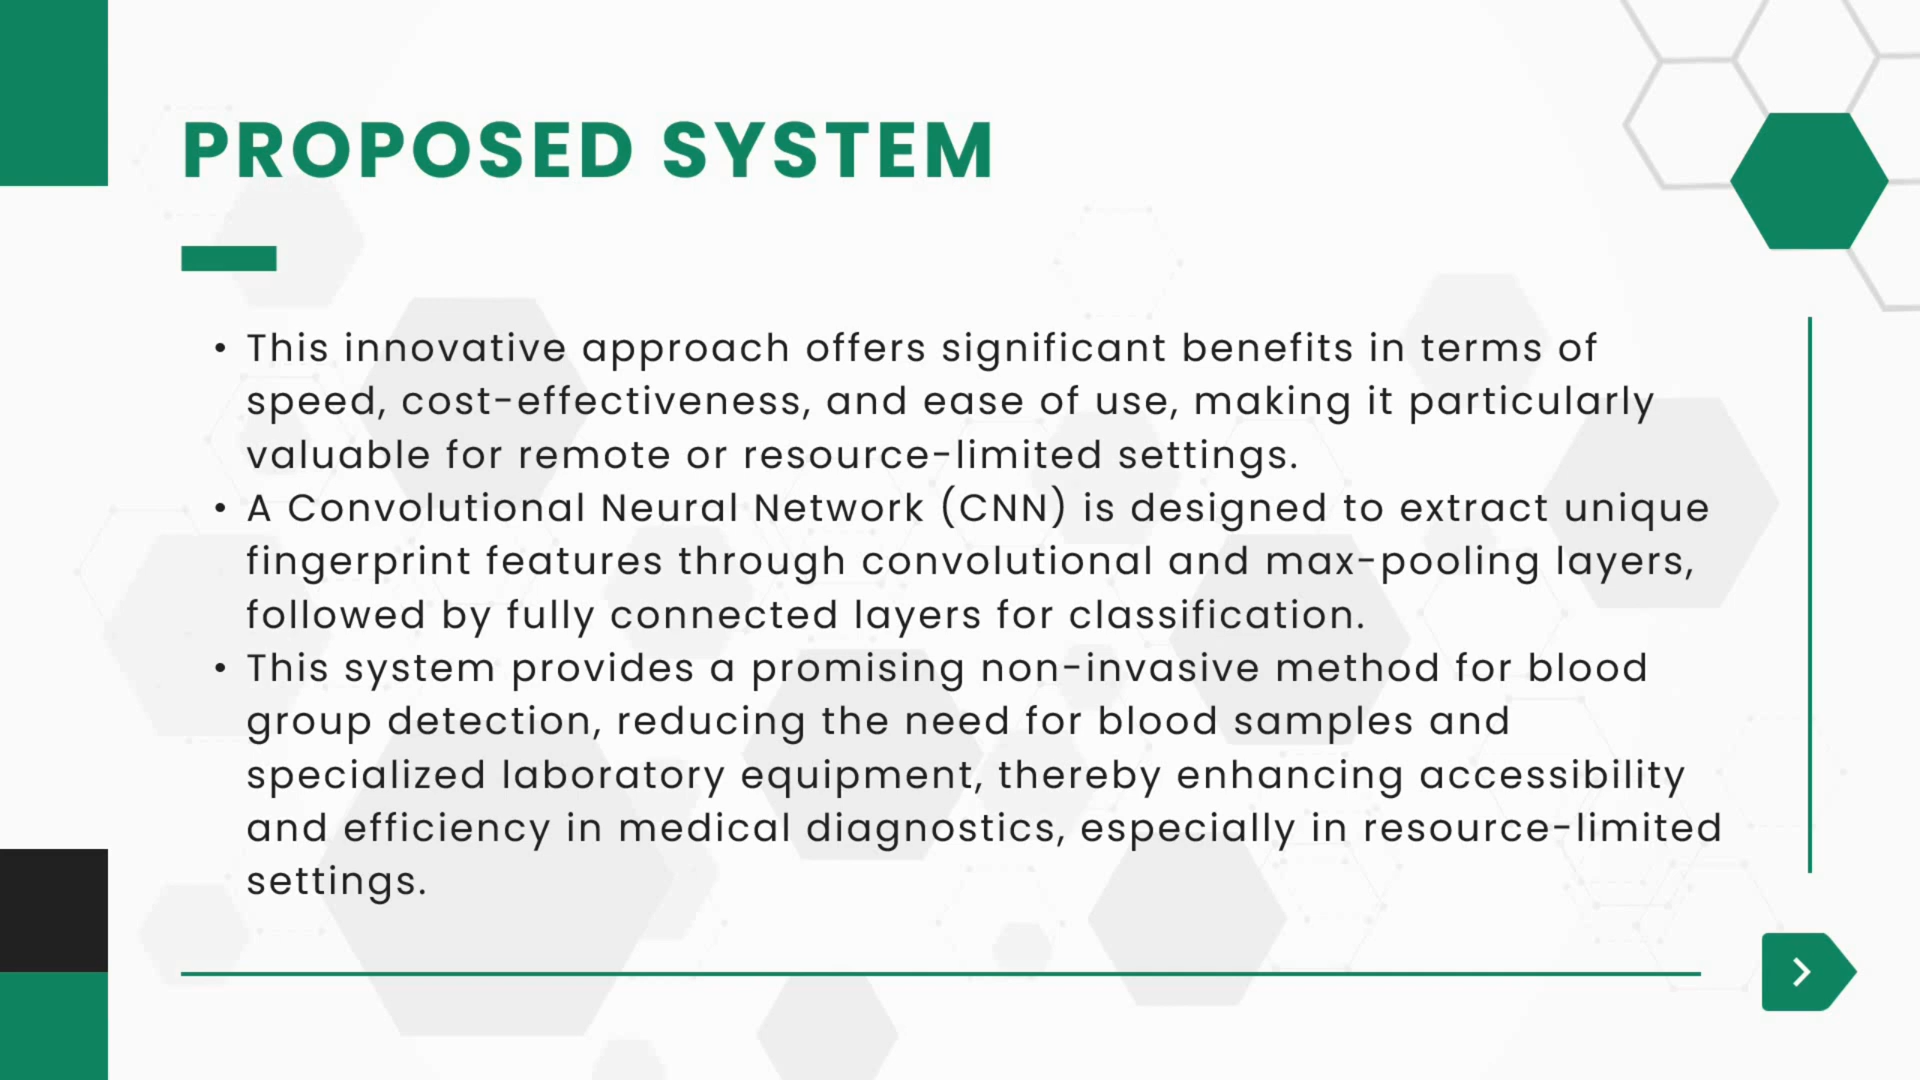 PROPOSED SYSTEM
• This innovative approach offers significant benefits in terms of
speed, cost-effectiveness, and ease of use, making it particularly
valuable for remote or resource-limited settings.
• A Convolutional Neural Network (CNN) is designed to extract unique
fingerprint features through convolutional and max-pooling layers,
followed by fully connected layers for classification.
• This system provides a promising non-invasive method for blood
group detection, reducing the need for blood samples and
specialized laboratory equipment, thereby enhancing accessibility
and efficiency in medical diagnostics, especially in resource-limited
settings.